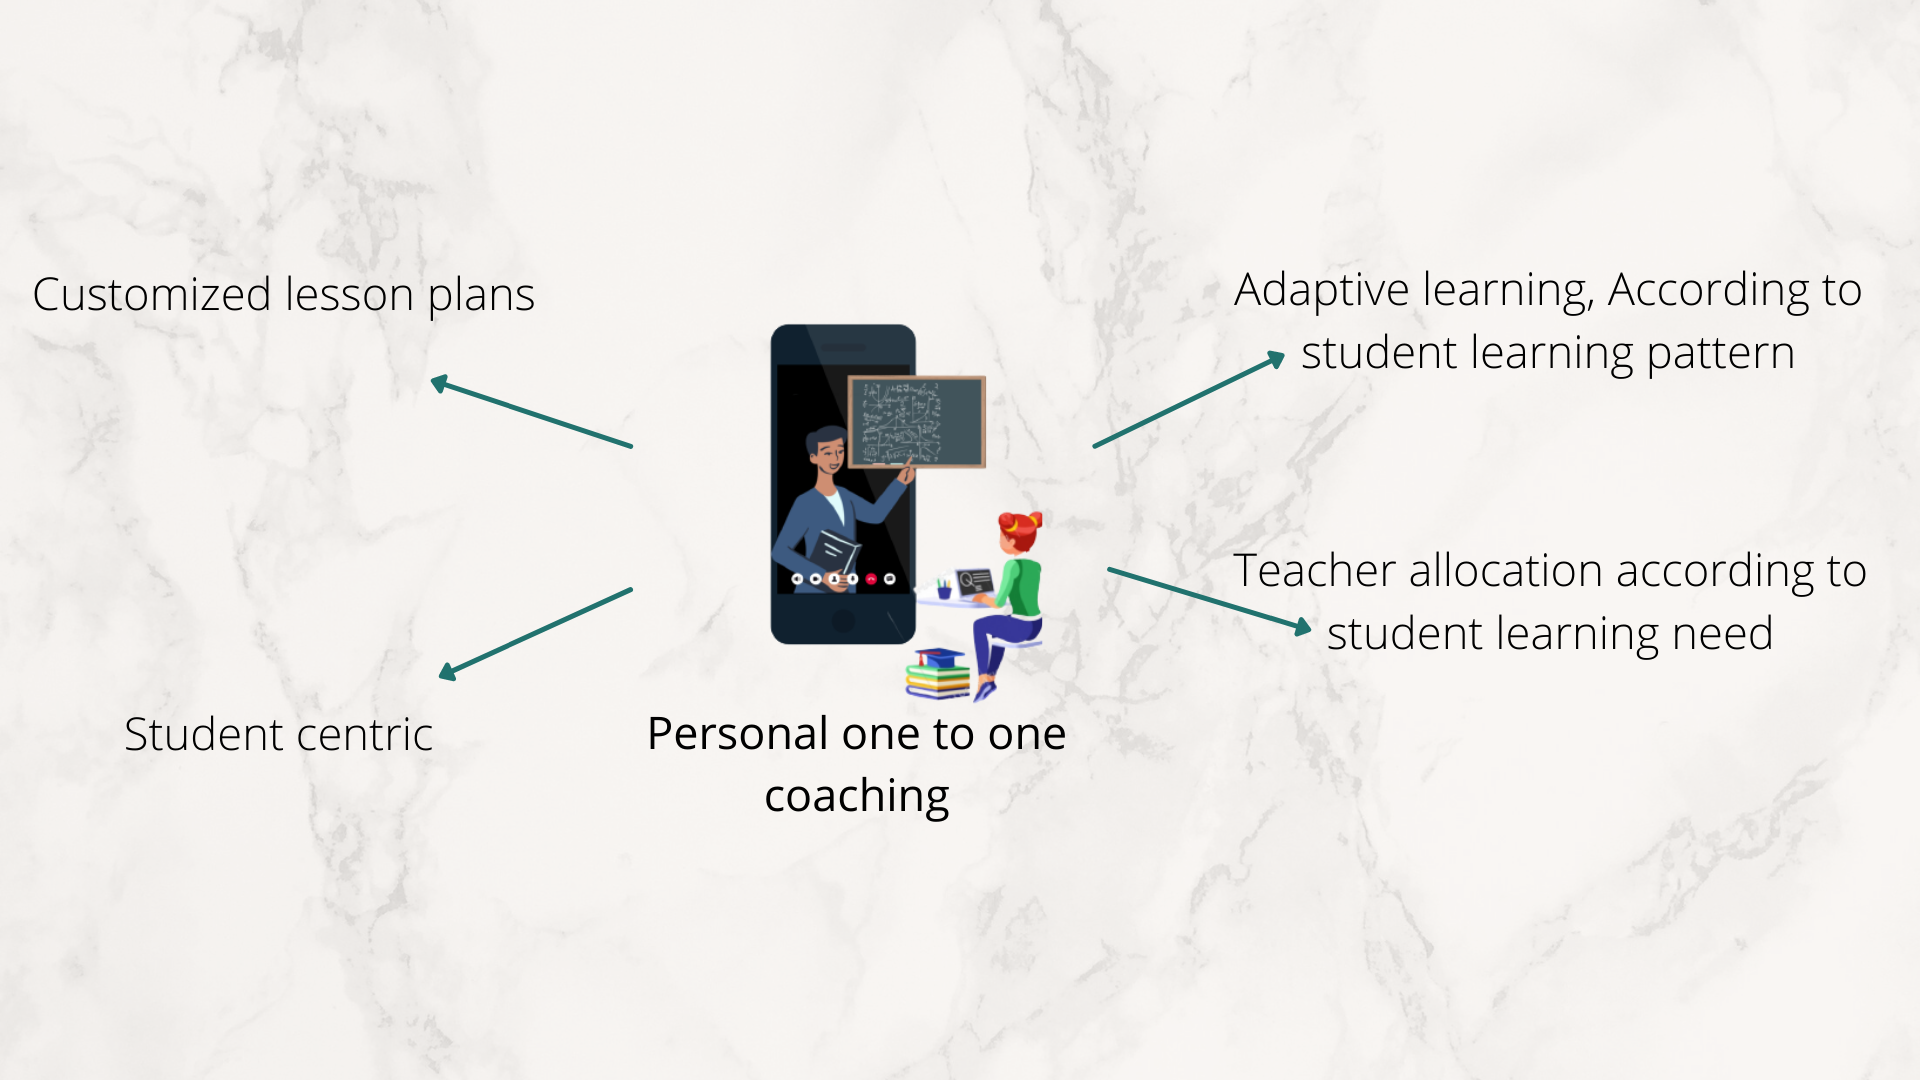 Customized lesson plans
Adaptive learning, According to
student learning pattern
Teacher allocation according to
student learning need
Student centric
Personal one to one
coaching